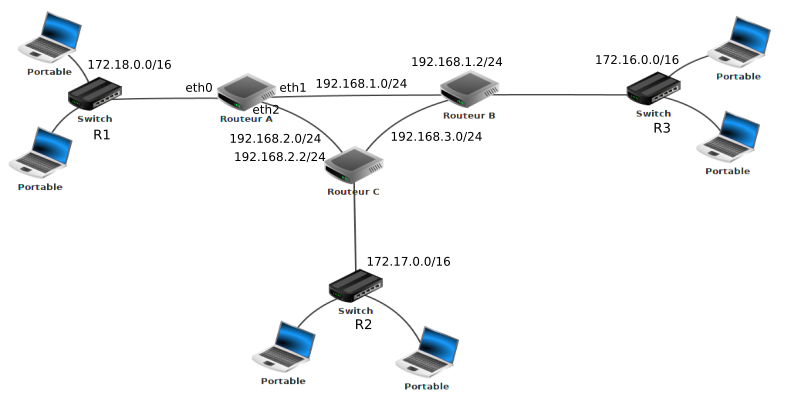 Portable
172.18.0.0/16
Switch
R1
Portable
eth0
eth1
Routeur A
eth2
192.168.1.0/24
192.168.1.2/24
Routeur B
172.16.0.0/16
Portable
Switch
R3
Portable
192.168.2.0/24
192.168.2.2/24
192.168.3.0/24
Routeur C
172.17.0.0/16
Switch
R2
Portable
Portable